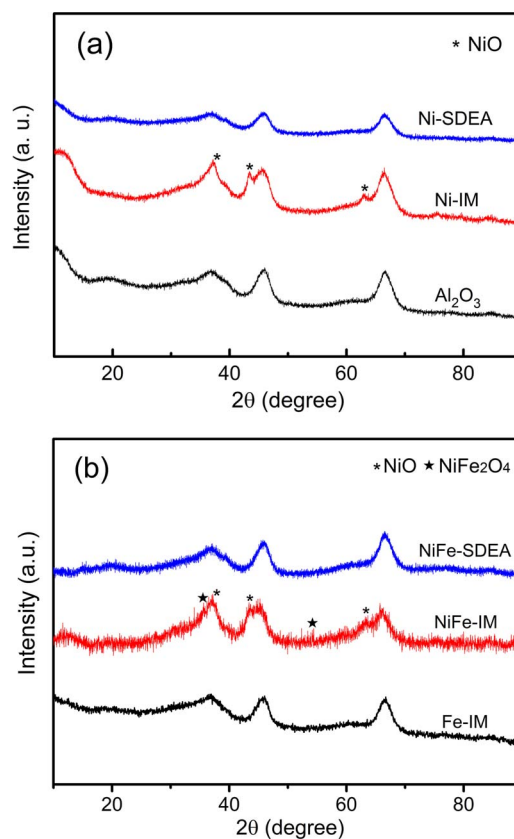 (a)
* NiO
Ni-SDEA
*
*
*
Ni-IM
Al₂O₃
Intensity (a. u.)
20
40
60
80
2θ (degree)
(b)
* NiO ★ NiFe₂O₄
NiFe-SDEA
★ *
*
★
*
NiFe-IM
Fe-IM
Intensity (a.u.)
20
40
60
80
2θ (degree)